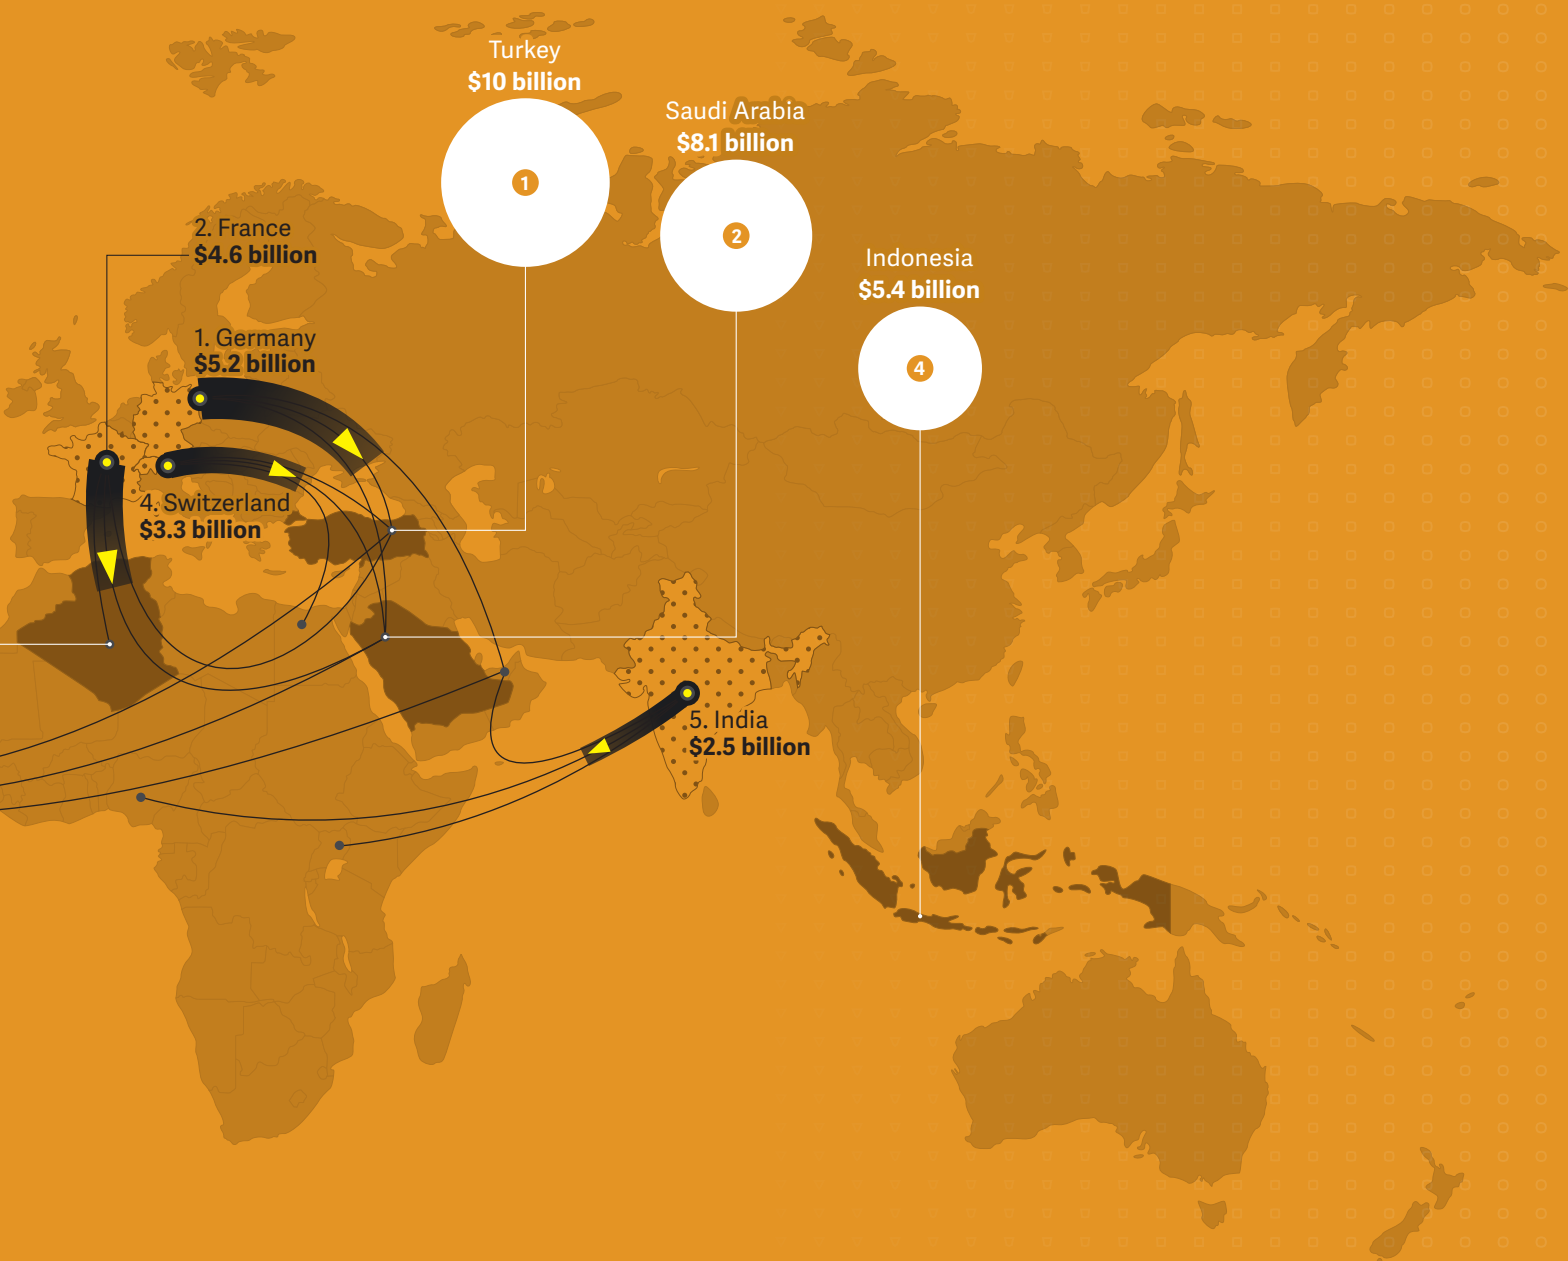 Turkey
$10 billion
1
Saudi Arabia
$8.1 billion
2
2. France
$4.6 billion
Indonesia
$5.4 billion
4
1. Germany
$5.2 billion
4. Switzerland
$3.3 billion
5. India
$2.5 billion